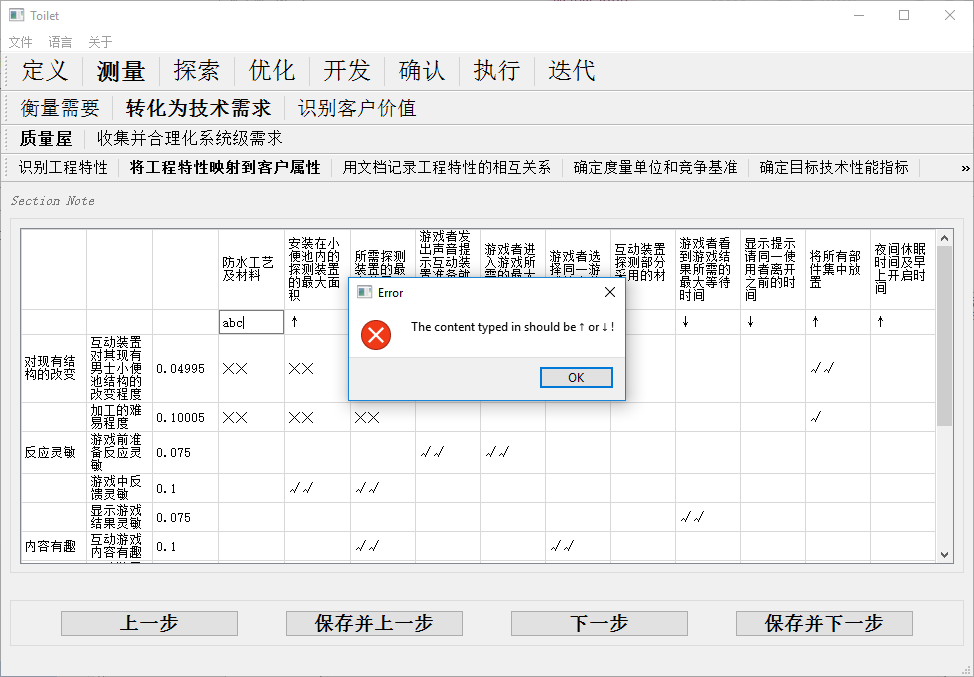 Toilet
文件 语言 关于
定义 测量 探索 优化 开发 确认 执行 迭代
衡量需要 转化为技术需求 识别客户价值
质量屋 收集并合理化系统级需求
识别工程特性 将工程特性映射到客户属性 用文档记录工程特性的相互关系 确定度量单位和竞争基准 确定目标技术性能指标 »
Section Note
防水工艺
及材料
安装在小
便池内的
探测装置
的最大面
积
所需探测
装置的最
游戏者发
出声音提
示互动装
置准备就
游戏者进
入游戏所
需的最大
游戏者选
择同一游
互动装置
探测部分
采用的材
游戏者看
到游戏结
果所需的
最大等待
时间
显示提示
请同一使
用者离开
之前的时
间
将所有部
件集中放
置
夜间休眠
时间及早
上开启时
间
abc ↑ ↓ ↓ ↑ ↑
Error
The content typed in should be ↑ or ↓ !
OK
对现有结
构的改变
互动装置
对其现有
男士小便
池结构的
改变程度
0.04995 ×× ×× √√
加工的难
易程度
0.10005 ×× ×× ×× √
反应灵敏
游戏前准
备反应灵
敏
0.075 √√ √√
游戏中反
馈灵敏
0.1 √√ √√
显示游戏
结果灵敏
0.075 √√
内容有趣
互动游戏
内容有趣
0.1 √√ √√
上一步 保存并上一步 下一步 保存并下一步